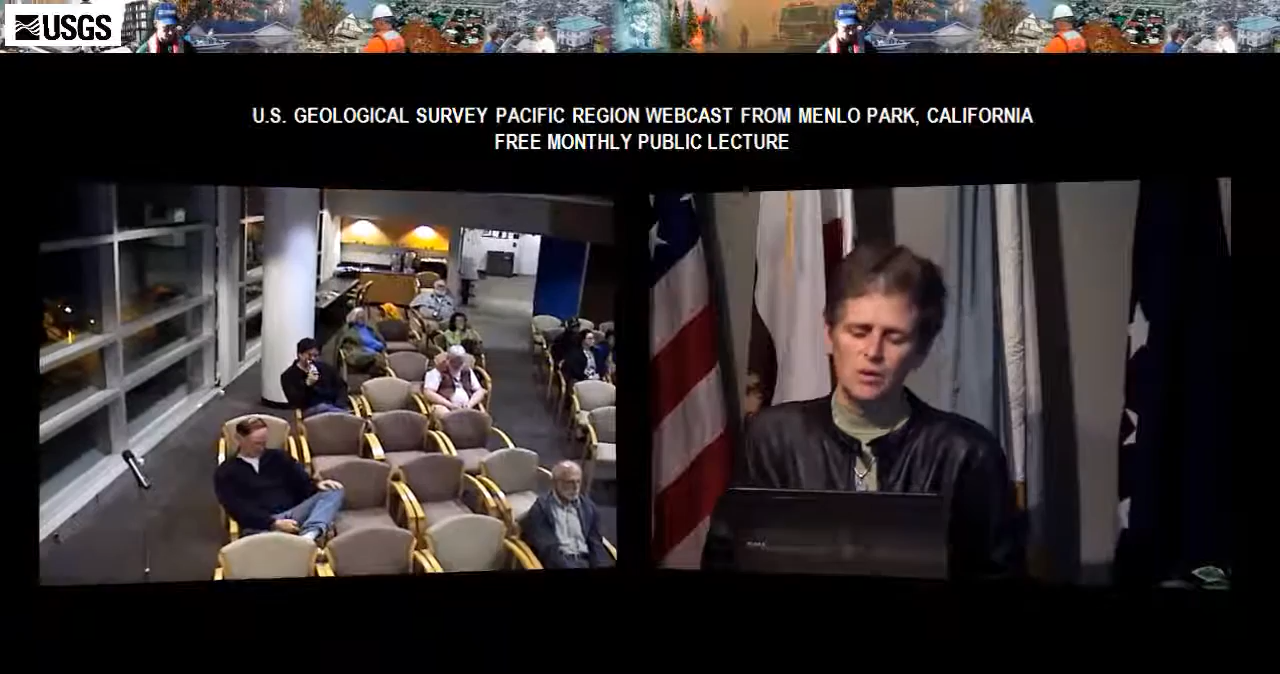 USGS
U.S. GEOLOGICAL SURVEY PACIFIC REGION WEBCAST FROM MENLO PARK, CALIFORNIA
FREE MONTHLY PUBLIC LECTURE